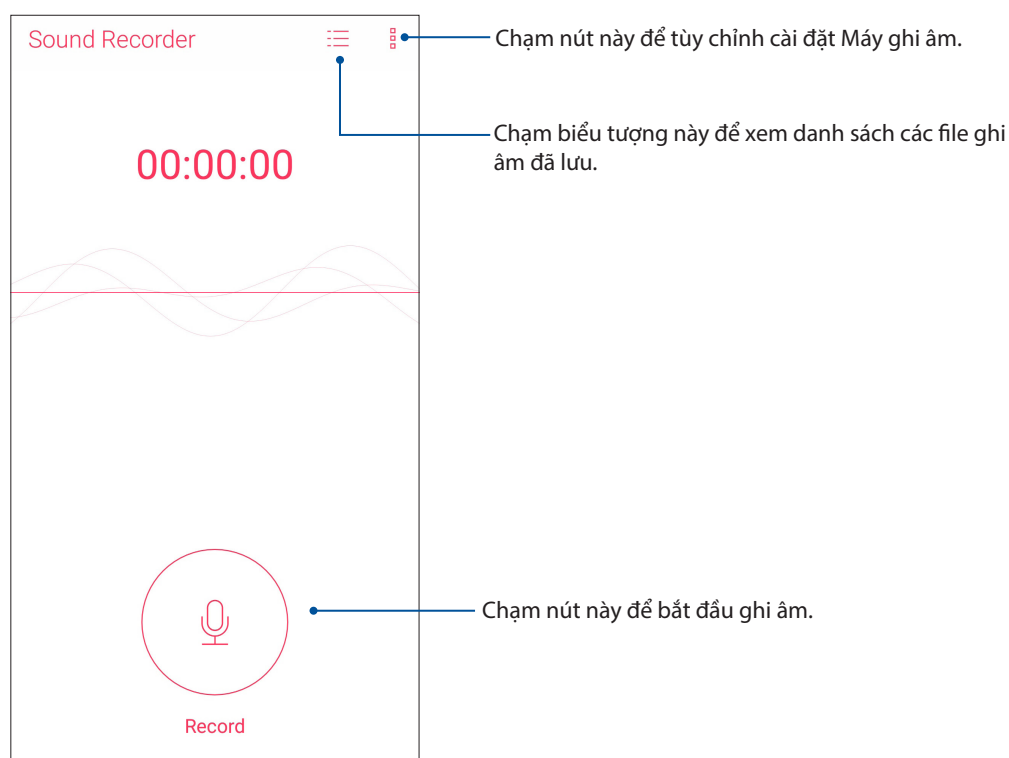 Sound Recorder
Chạm nút này để tùy chỉnh cài đặt Máy ghi âm.
Chạm biểu tượng này để xem danh sách các file ghi
âm đã lưu.
00:00:00
Chạm nút này để bắt đầu ghi âm.
Record